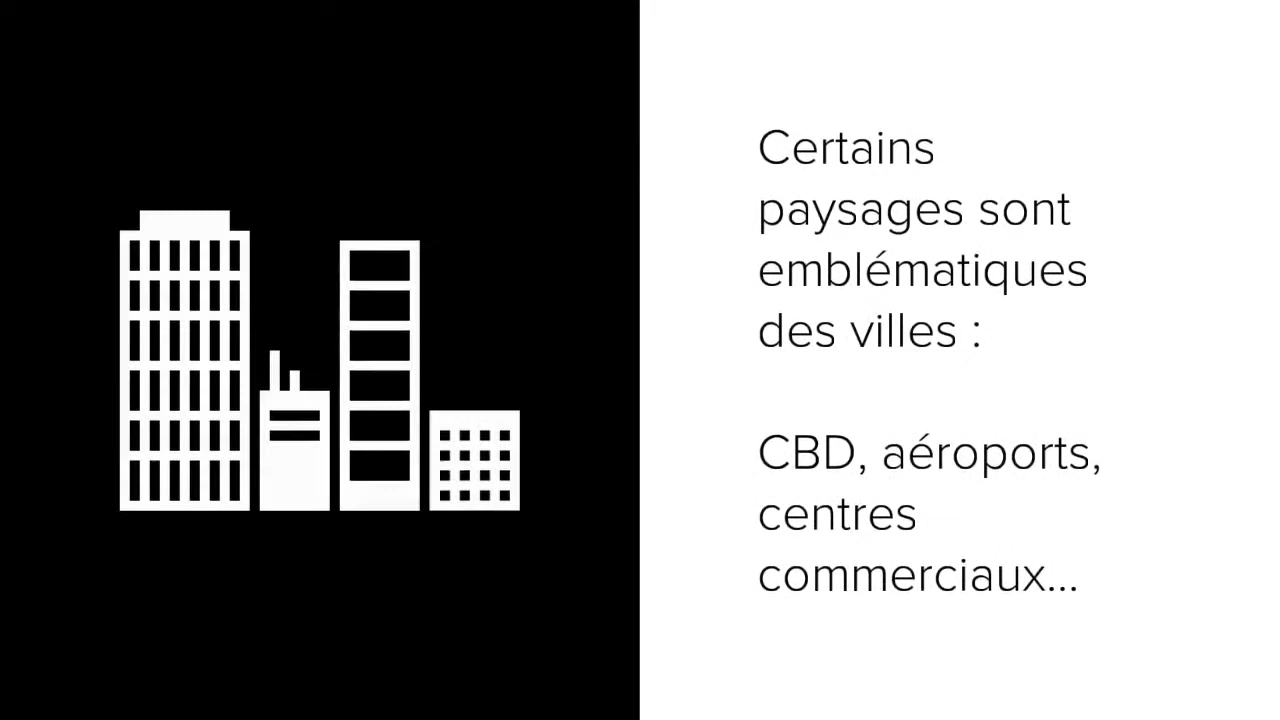 Certains
paysages sont
emblématiques
des villes :
CBD, aéroports,
centres
commerciaux...